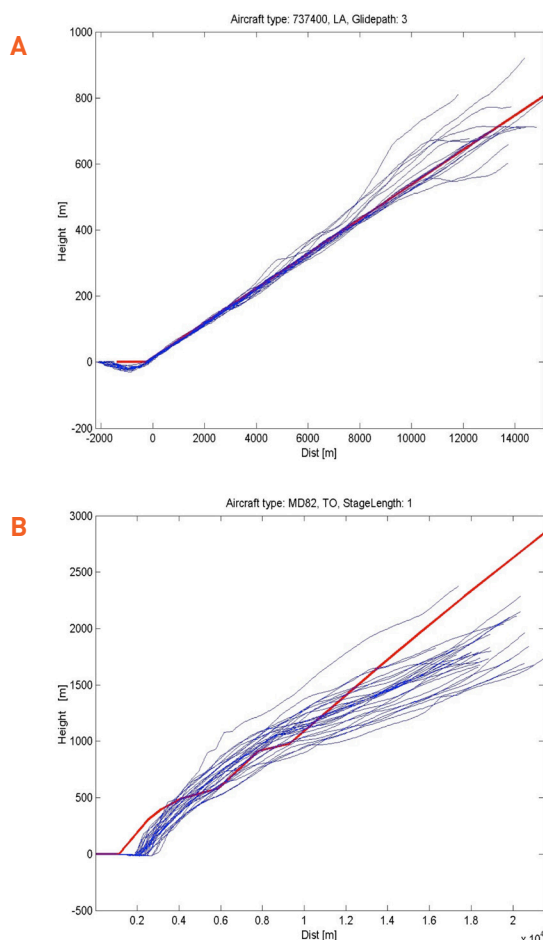 Aircraft type: 737400, LA, Glidepath: 3
A
1000
800
600
400
200
0
-200
Height [m]
-2000 0 2000 4000 6000 8000 10000 12000 14000
Dist [m]
Aircraft type: MD82, TO, StageLength: 1
B
3000
2500
2000
1500
1000
500
0
-500
Height [m]
0.2 0.4 0.6 0.8 1 1.2 1.4 1.6 1.8 2
Dist [m]